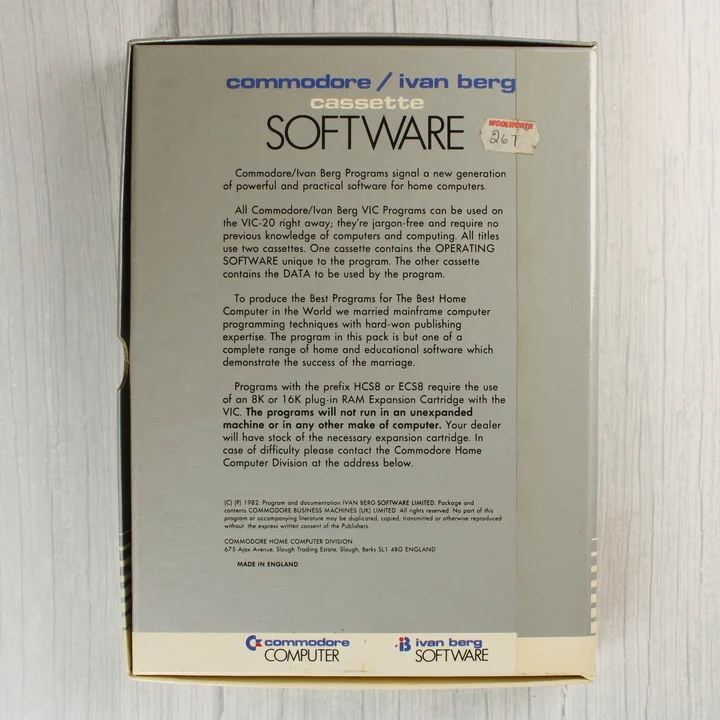 commodore / ivan berg
cassette
SOFTWARE
WOOLWORTH
267
Commodore/Ivan Berg Programs signal a new generation
of powerful and practical software for home computers.
All Commodore/Ivan Berg VIC Programs can be used on
the VIC-20 right away; they're jargon-free and require no
previous knowledge of computers and computing. All titles
use two cassettes. One cassette contains the OPERATING
SOFTWARE unique to the program. The other cassette
contains the DATA to be used by the program.
To produce the Best Programs for The Best Home
Computer in the World we married mainframe computer
programming techniques with hard-won publishing
expertise. The program in this pack is but one of a
complete range of home and educational software which
demonstrate the success of the marriage.
Programs with the prefix HCS8 or ECS8 require the use
of an 8K or 16K plug-in RAM Expansion Cartridge with the
VIC. The programs will not run in an unexpanded
machine or in any other make of computer. Your dealer
will have stock of the necessary expansion cartridge. In
case of difficulty please contact the Commodore Home
Computer Division at the address below.
(C) (P) 1982. Program and documentation IVAN BERG SOFTWARE LIMITED. Package and
contents COMMODORE BUSINESS MACHINES (UK) LIMITED. All rights reserved. No part of this
program or accompanying literature may be duplicated, copied, transmitted or otherwise reproduced
without the express written consent of the Publishers
COMMODORE HOME COMPUTER DIVISION
675 Ajax Avenue, Slough Trading Estate, Slough, Berks SL1 4BG ENGLAND
MADE IN ENGLAND
commodore
COMPUTER
ivan berg
SOFTWARE